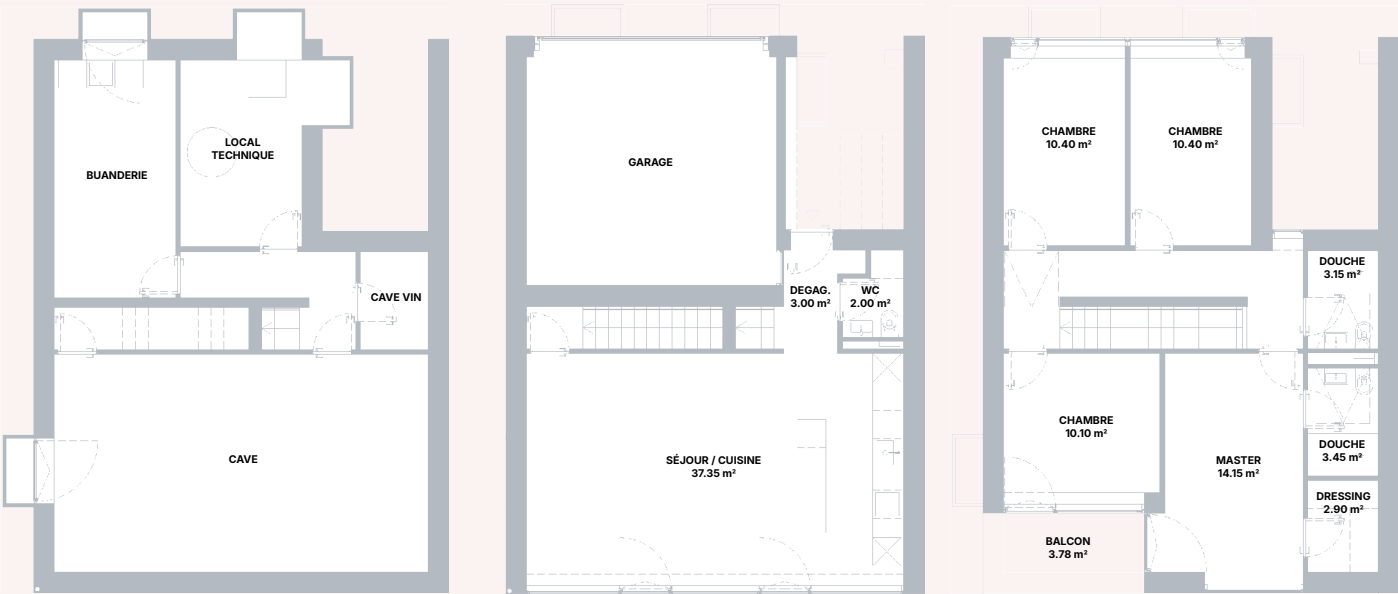 BUANDERIE
LOCAL
TECHNIQUE
CAVE VIN
CAVE
GARAGE
DEGAG.
3.00 m²
WC
2.00 m²
SÉJOUR / CUISINE
37.35 m²
CHAMBRE
10.40 m²
CHAMBRE
10.40 m²
DOUCHE
3.15 m²
CHAMBRE
10.10 m²
MASTER
14.15 m²
DOUCHE
3.45 m²
DRESSING
2.90 m²
BALCON
3.78 m²